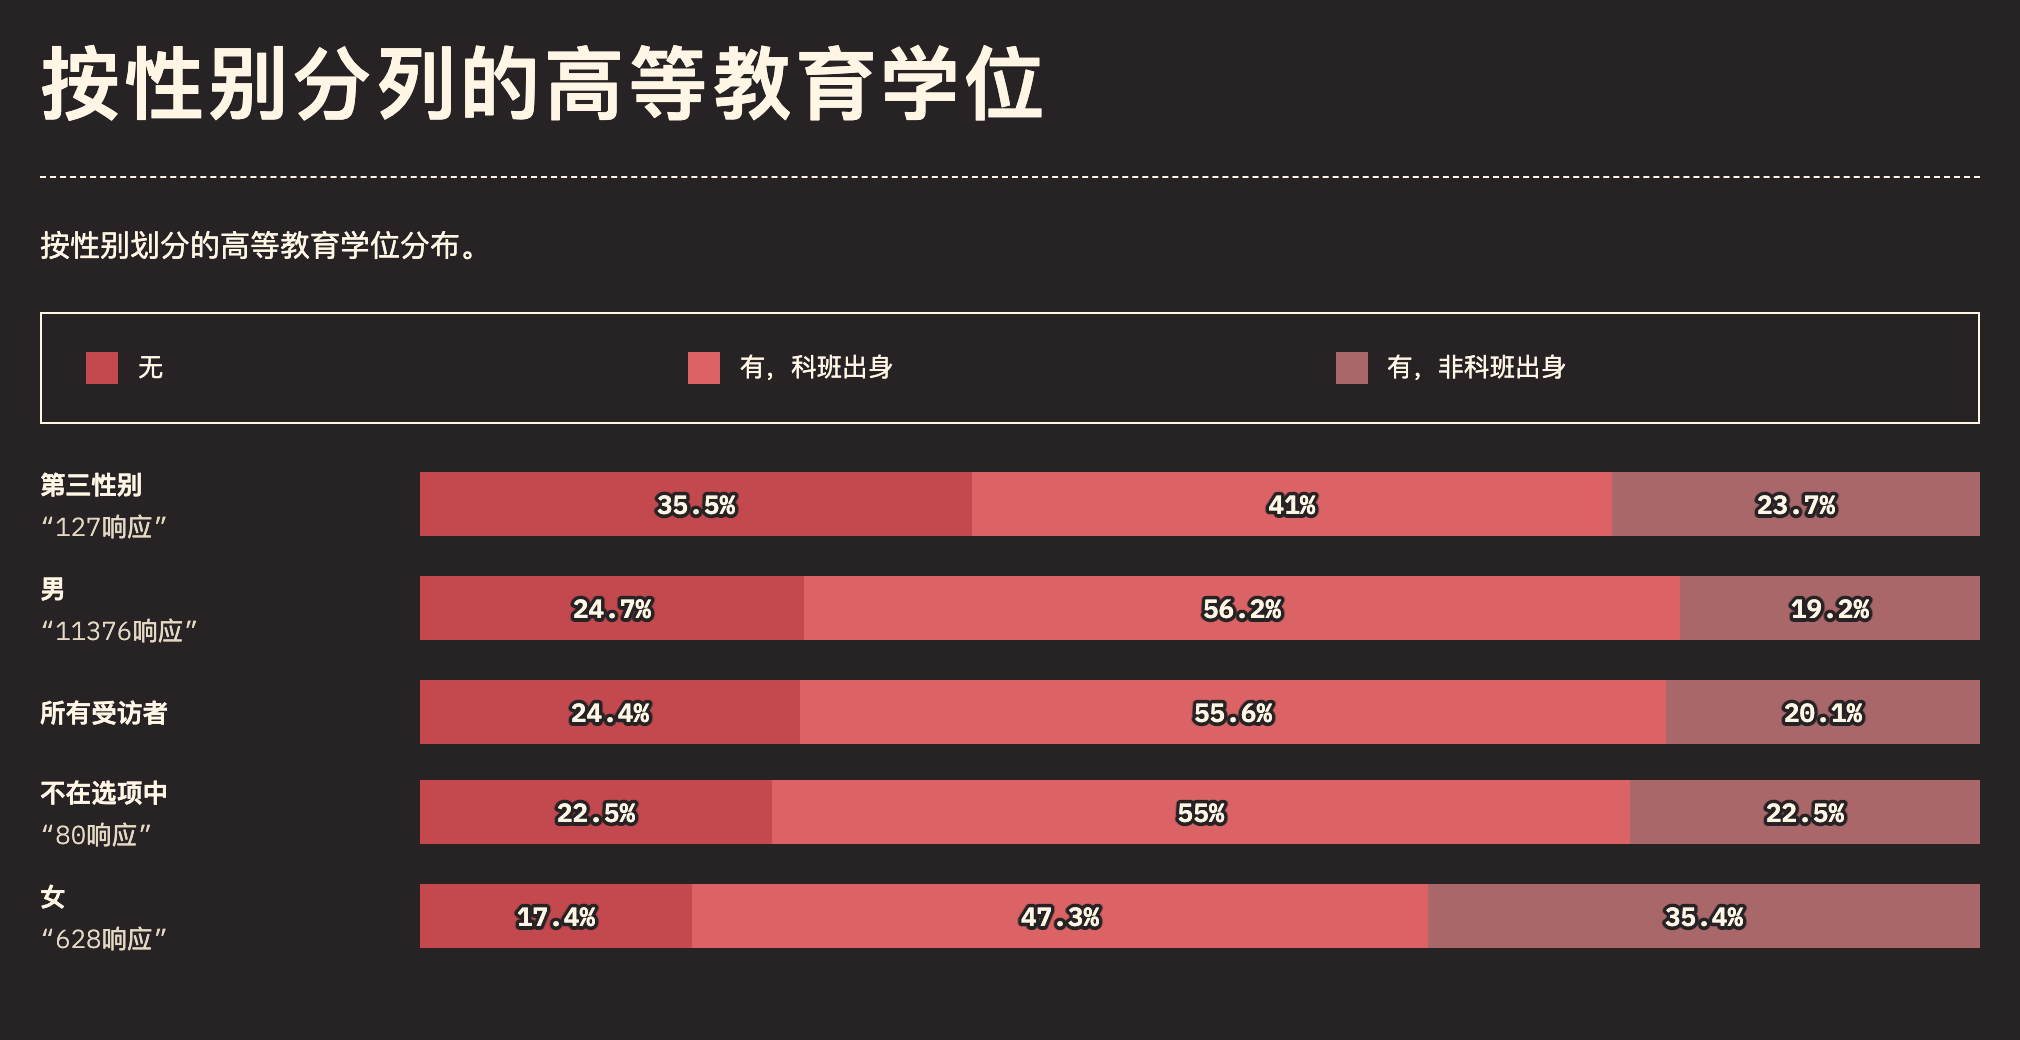 按性别分列的高等教育学位
按性别划分的高等教育学位分布。
无
有，科班出身
有，非科班出身
第三性别
“127响应”
35.5%
41%
23.7%
男
“11376响应”
24.7%
56.2%
19.2%
所有受访者
24.4%
55.6%
20.1%
不在选项中
“80响应”
22.5%
55%
22.5%
女
“628响应”
17.4%
47.3%
35.4%